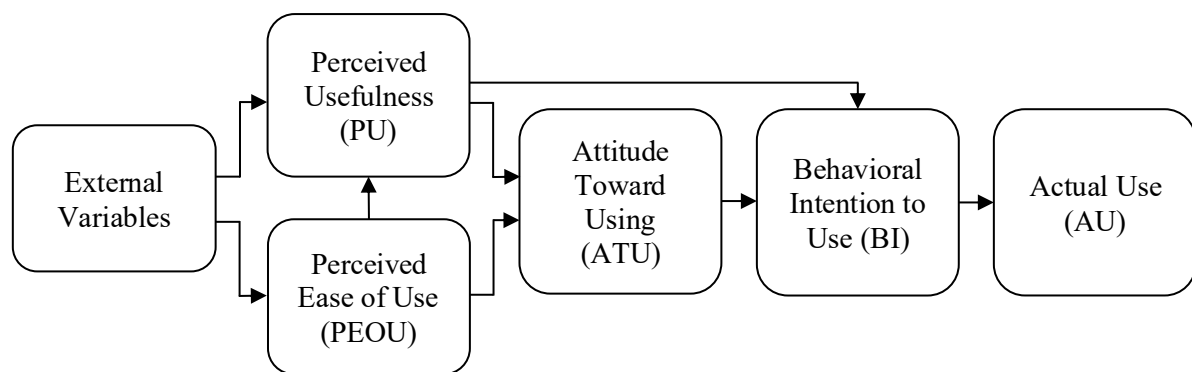 External
Variables
Perceived
Usefulness
(PU)
Perceived
Ease of Use
(PEOU)
Attitude
Toward
Using
(ATU)
Behavioral
Intention to
Use (BI)
Actual Use
(AU)